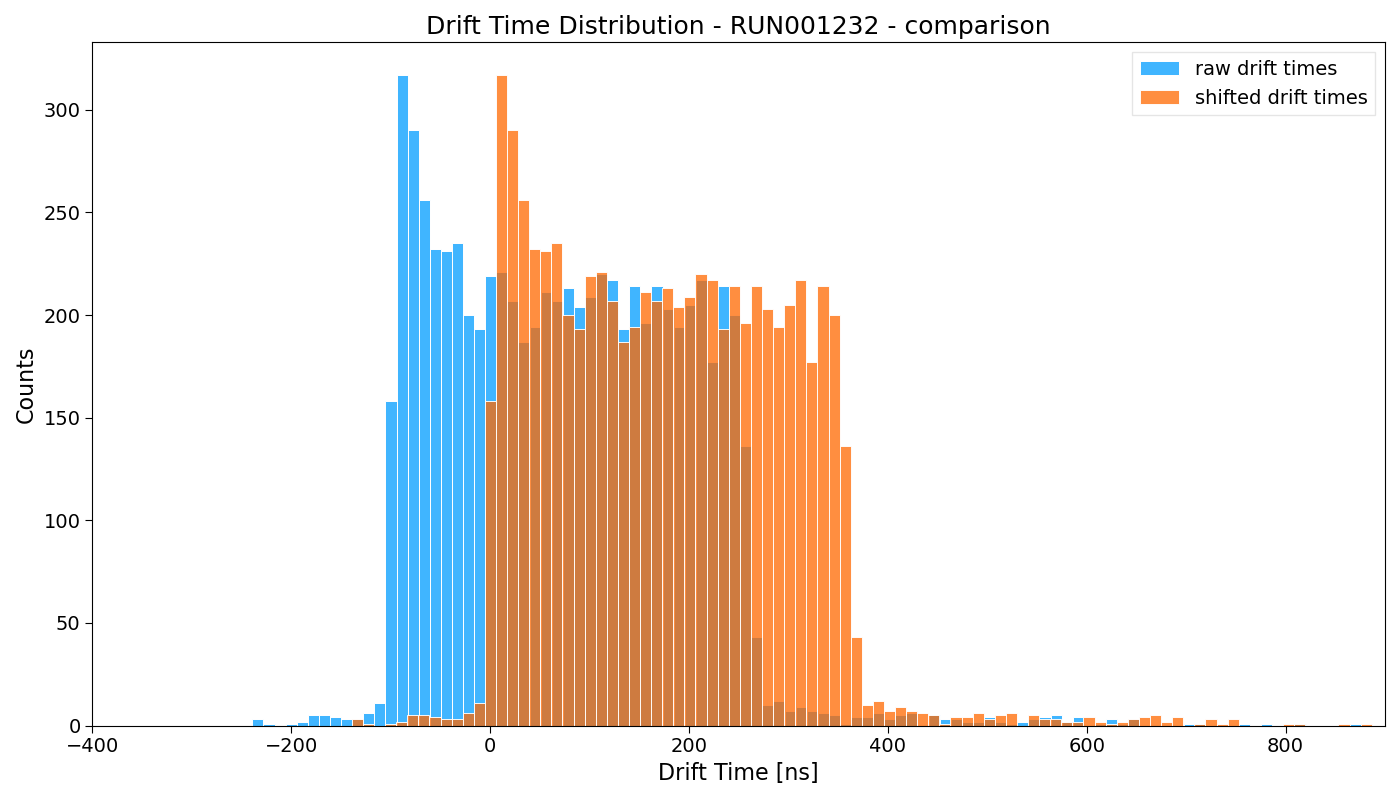 Drift Time Distribution - RUN001232 - comparison
raw drift times
shifted drift times
Counts
300
250
200
150
100
50
0
−400 −200 0 200 400 600 800
Drift Time [ns]